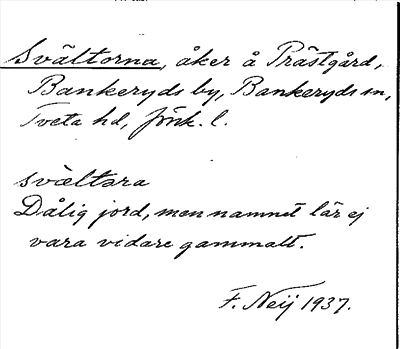 Svältorna, åker å Prästgård,
Bankeryds by, Bankeryds sn,
Tveta hd, Jönk. l.
svæltara
Dålig jord, men namnet lär ej
vara vidare gammalt.
F. Neij 1937.